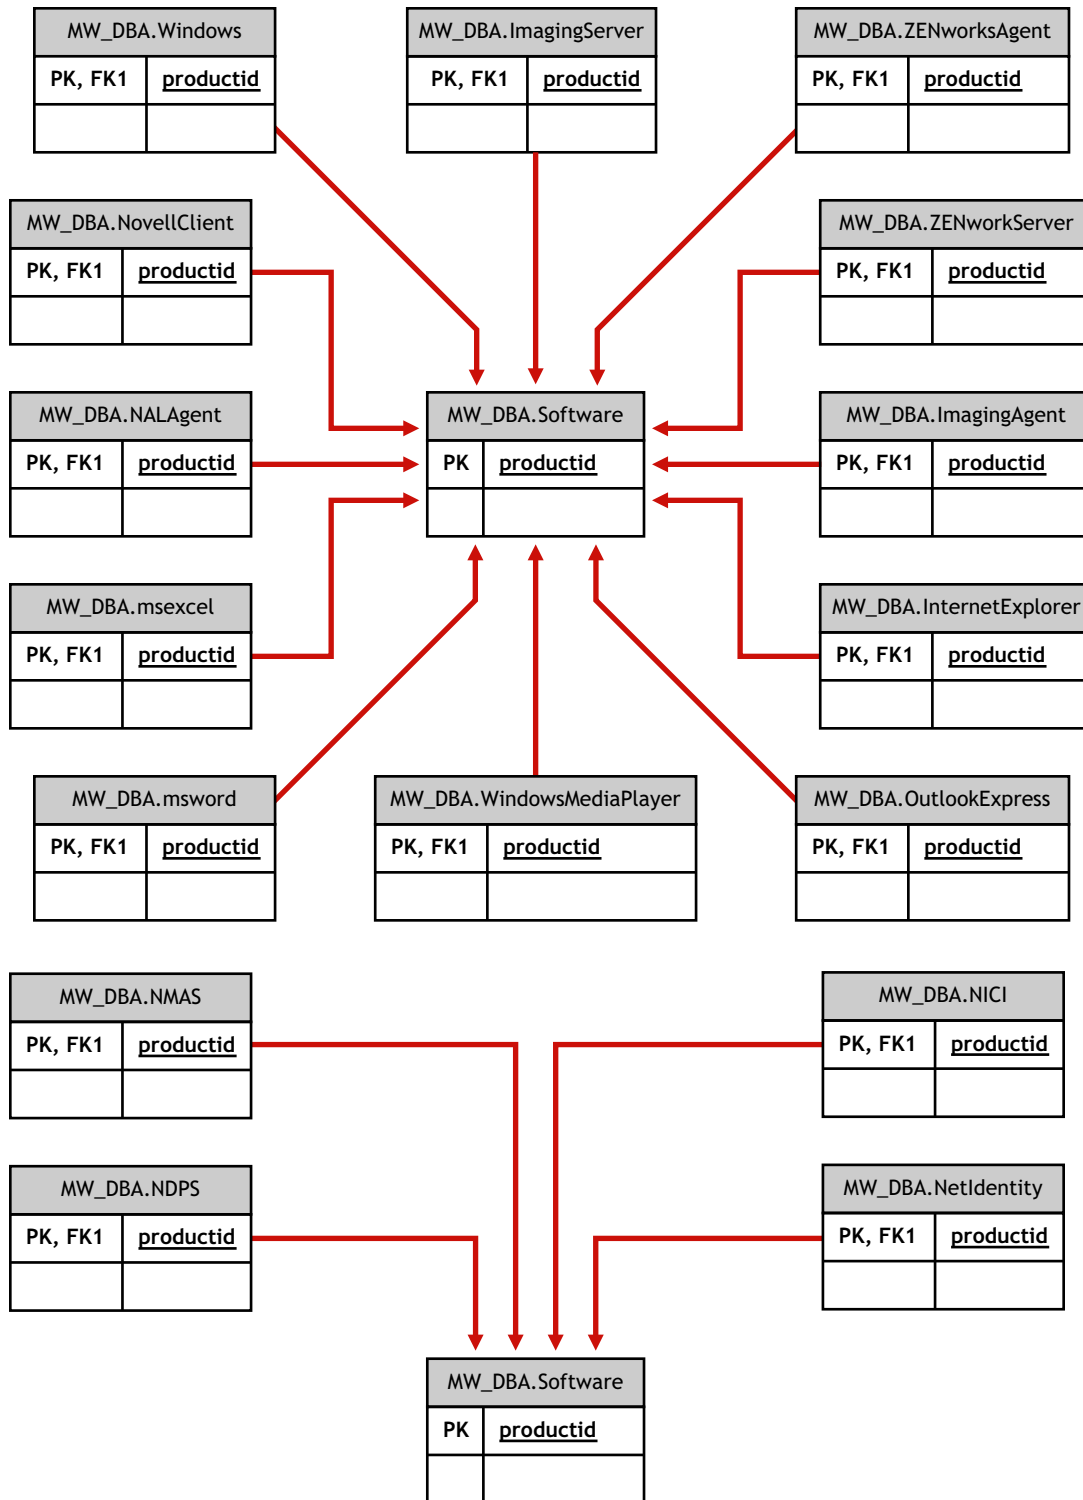 MW_DBA.Windows
PK, FK1 productid
MW_DBA.ImagingServer
PK, FK1 productid
MW_DBA.ZENworksAgent
PK, FK1 productid
MW_DBA.NovellClient
PK, FK1 productid
MW_DBA.ZENworkServer
PK, FK1 productid
MW_DBA.NALAgent
PK, FK1 productid
MW_DBA.Software
PK productid
MW_DBA.ImagingAgent
PK, FK1 productid
MW_DBA.msexcel
PK, FK1 productid
MW_DBA.InternetExplorer
PK, FK1 productid
MW_DBA.msword
PK, FK1 productid
MW_DBA.WindowsMediaPlayer
PK, FK1 productid
MW_DBA.OutlookExpress
PK, FK1 productid
MW_DBA.NMAS
PK, FK1 productid
MW_DBA.NICI
PK, FK1 productid
MW_DBA.NDPS
PK, FK1 productid
MW_DBA.NetIdentity
PK, FK1 productid
MW_DBA.Software
PK productid